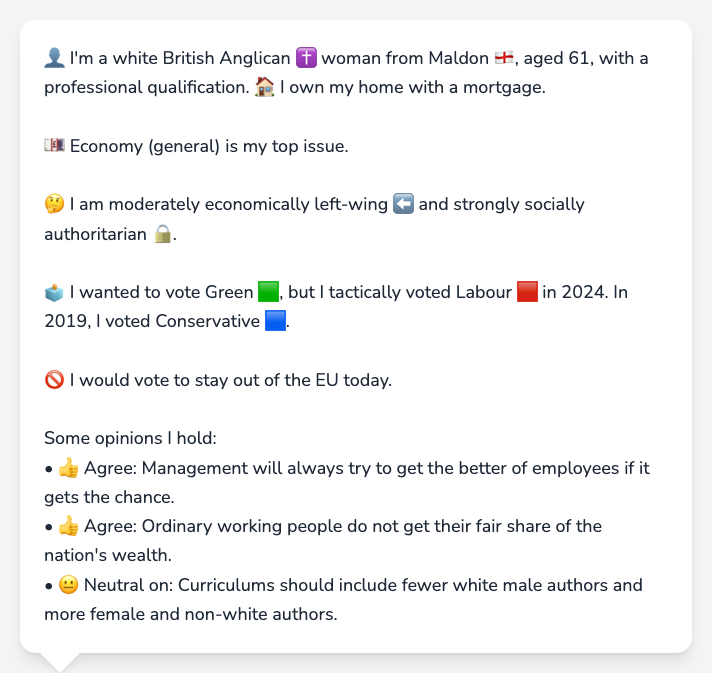 👤 I'm a white British Anglican ✝️ woman from Maldon 🏴󠁧󠁢󠁥󠁮󠁧󠁿, aged 61, with a
professional qualification. 🏠 I own my home with a mortgage.
💷 Economy (general) is my top issue.
🤔 I am moderately economically left-wing ⬅️ and strongly socially
authoritarian 🔒.
🗳️ I wanted to vote Green 🟩, but I tactically voted Labour 🟥 in 2024. In
2019, I voted Conservative 🟦.
🚫 I would vote to stay out of the EU today.
Some opinions I hold:
• 👍 Agree: Management will always try to get the better of employees if it
gets the chance.
• 👍 Agree: Ordinary working people do not get their fair share of the
nation's wealth.
• 😐 Neutral on: Curriculums should include fewer white male authors and
more female and non-white authors.